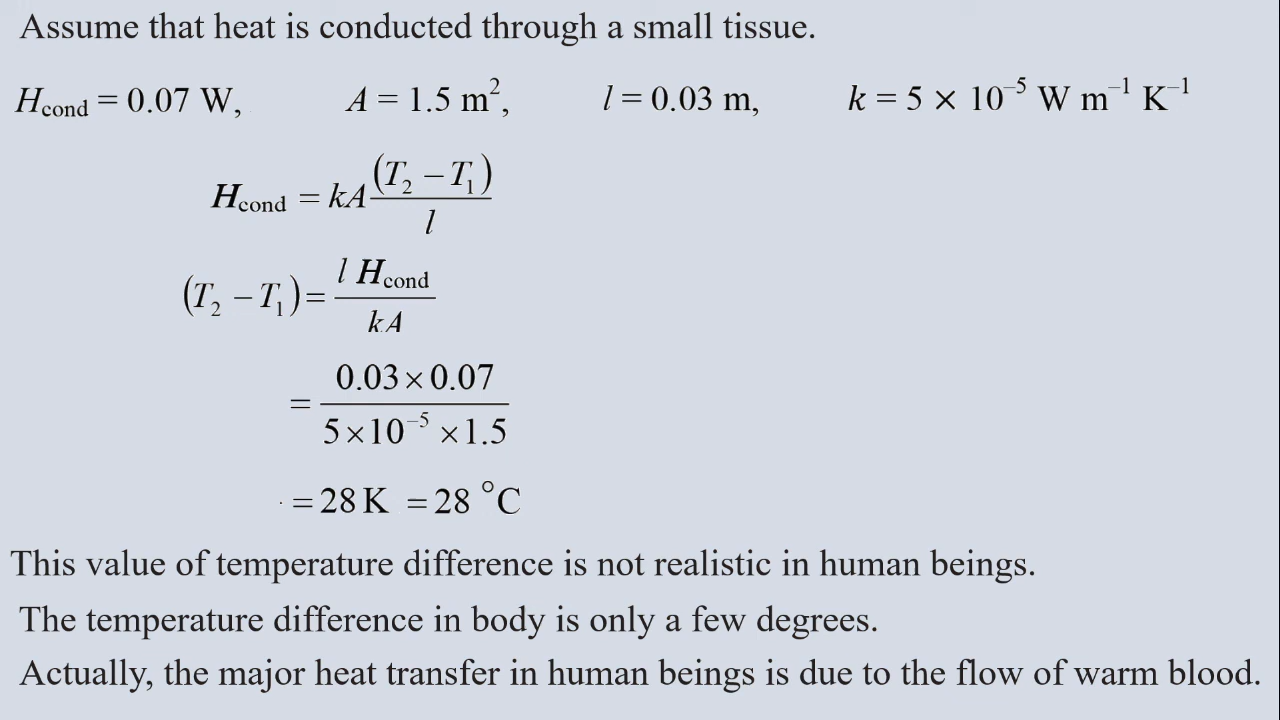 Assume that heat is conducted through a small tissue.
H_cond = 0.07 W, A = 1.5 m², l = 0.03 m, k = 5 × 10⁻⁵ W m⁻¹ K⁻¹
H_cond = kA (T₂ − T₁) / l
(T₂ − T₁) = l H_cond / kA
= 0.03 × 0.07 / 5 × 10⁻⁵ × 1.5
= 28 K = 28 °C
This value of temperature difference is not realistic in human beings.
The temperature difference in body is only a few degrees.
Actually, the major heat transfer in human beings is due to the flow of warm blood.